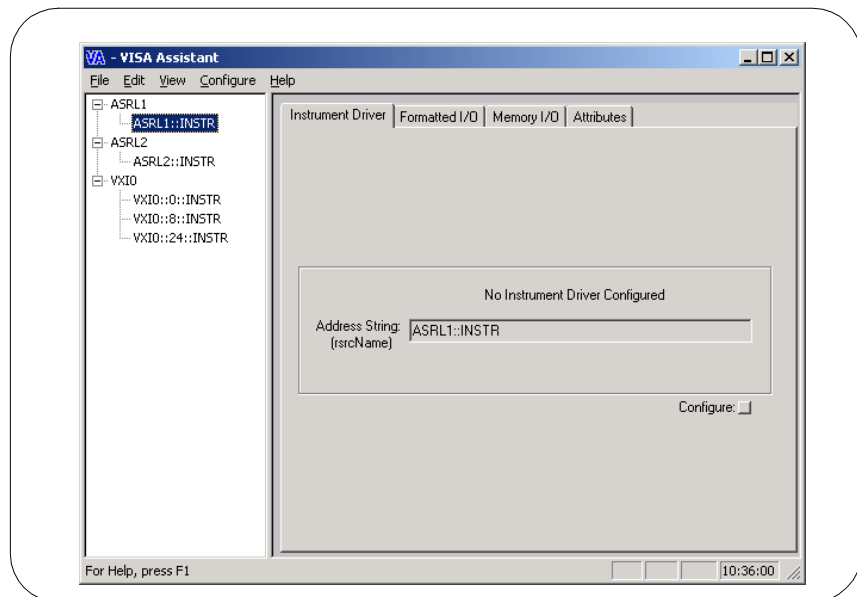 VA - VISA Assistant
File Edit View Configure Help
ASRL1
ASRL1::INSTR
ASRL2
ASRL2::INSTR
VXI0
VXI0::0::INSTR
VXI0::8::INSTR
VXI0::24::INSTR
Instrument Driver Formatted I/O Memory I/O Attributes
No Instrument Driver Configured
Address String: ASRL1::INSTR
(rsrcName)
Configure:
For Help, press F1 10:36:00